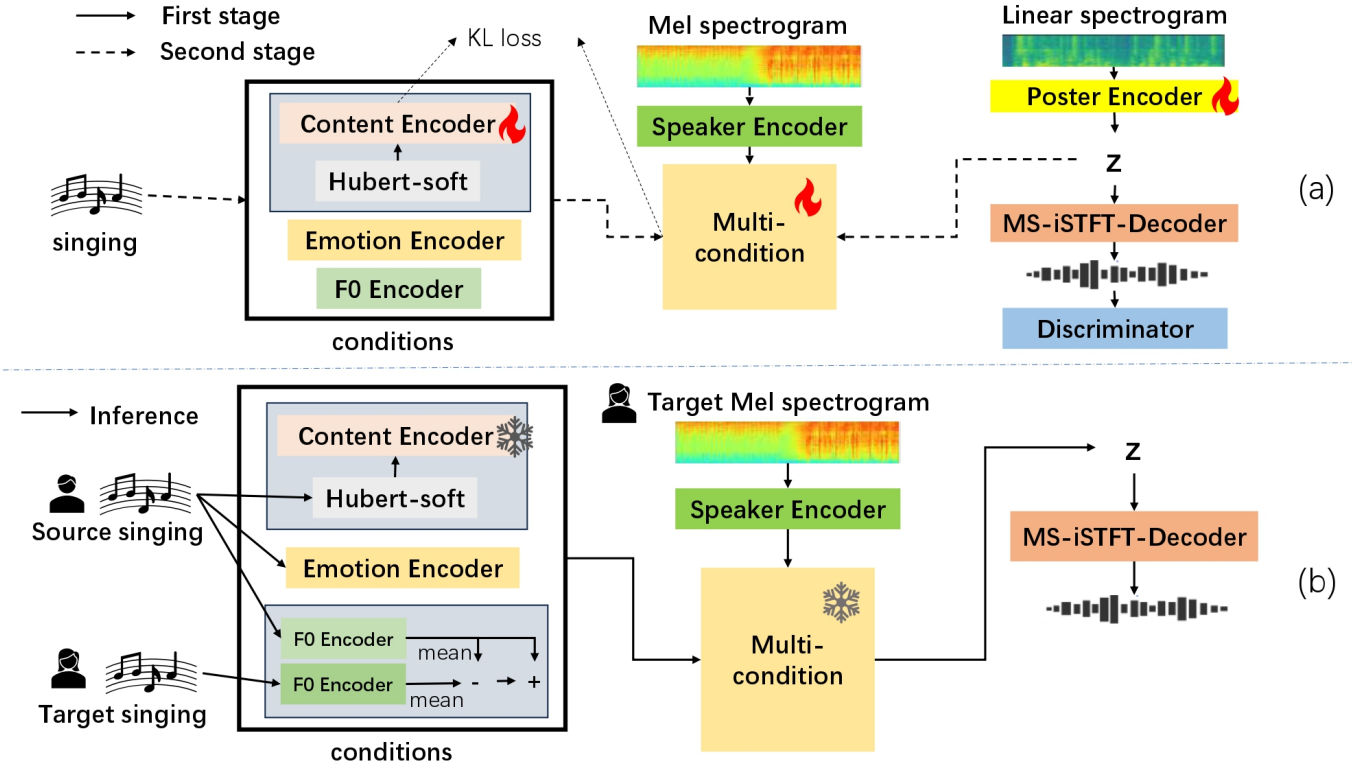 First stage
Second stage
KL loss
Mel spectrogram
Linear spectrogram
Content Encoder
Hubert-soft
Emotion Encoder
F0 Encoder
conditions
singing
Speaker Encoder
Multi-
condition
Poster Encoder
z
MS-iSTFT-Decoder
Discriminator
(a)
Inference
Source singing
Target singing
Content Encoder
Hubert-soft
Emotion Encoder
F0 Encoder
mean
F0 Encoder
mean
- +
conditions
Target Mel spectrogram
Speaker Encoder
Multi-
condition
z
MS-iSTFT-Decoder
(b)